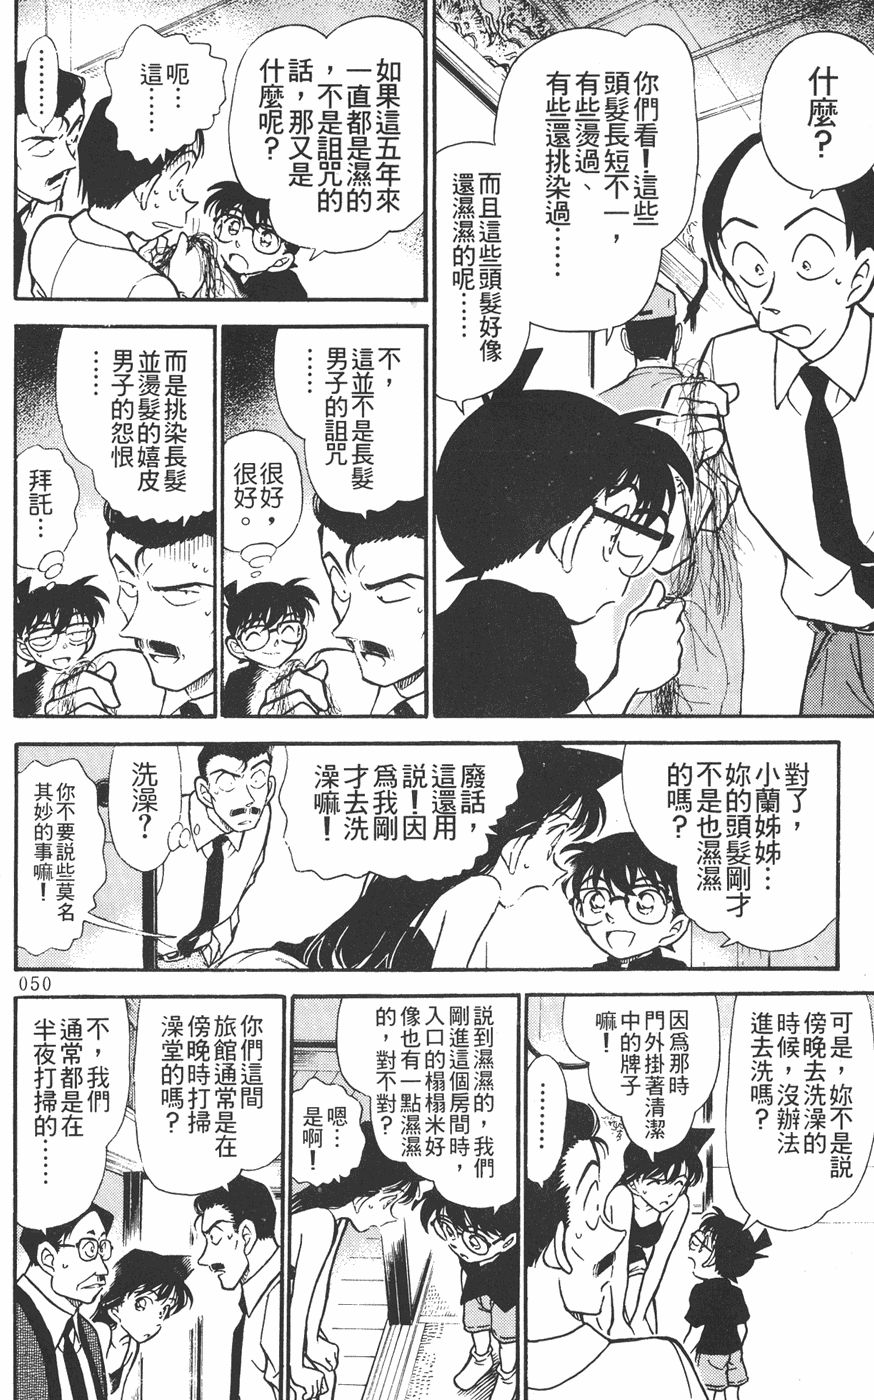 什麼？
你們看！這些
頭髮長短不一，
有些燙過、
有些還挑染過……
而且這些頭髮好像
還濕濕的呢……
如果這五年來
一直都是濕的
，不是詛咒的
話，那又是
什麼呢？
呃…
這……
………
不，
這並不是長髮
男子的詛咒
……
很好，
很好。
而是挑染長髮
並燙髮的嬉皮
男子的怨恨
……
拜託…
對了，
小蘭姊姊…
妳的頭髮剛才
不是也濕濕
的嗎？
廢話，
這還用
說！因
為我剛
才去洗
澡嘛！
洗澡？
你不要說些莫名
其妙的事嘛！
050
可是，妳不是說
傍晚去洗澡的
時候，沒辦法
進去洗嗎？
因為那時
門外掛著清潔
中的牌子
嘛！
……
說到濕濕的，我們
剛進這個房間時，
入口的榻榻米好
像也有一點濕濕
的，對不對？
嗯…
是啊！
你們這間
旅館通常是在
傍晚時打掃
澡堂的嗎？
不，我們
通常都是在
半夜打掃的……